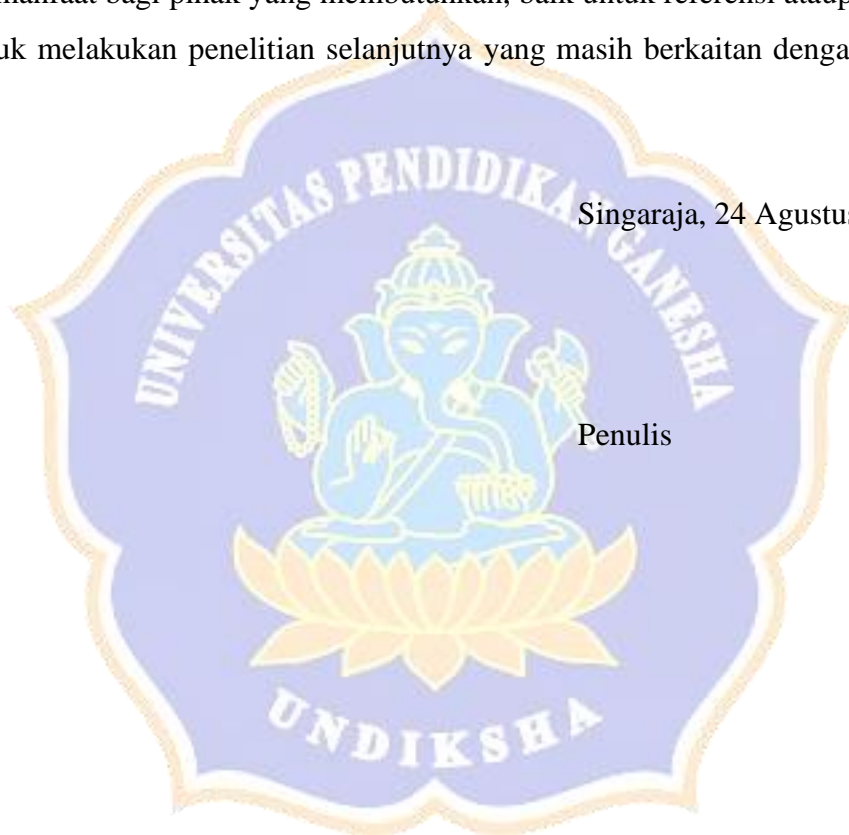 manfaat bagi pihak yang membutuhkan, baik untuk referensi ataup
uk melakukan penelitian selanjutnya yang masih berkaitan denga
Singaraja, 24 Agustus
Penulis
UNIVERSITAS PENDIDIKAN GANESHA
UNDIKSHA